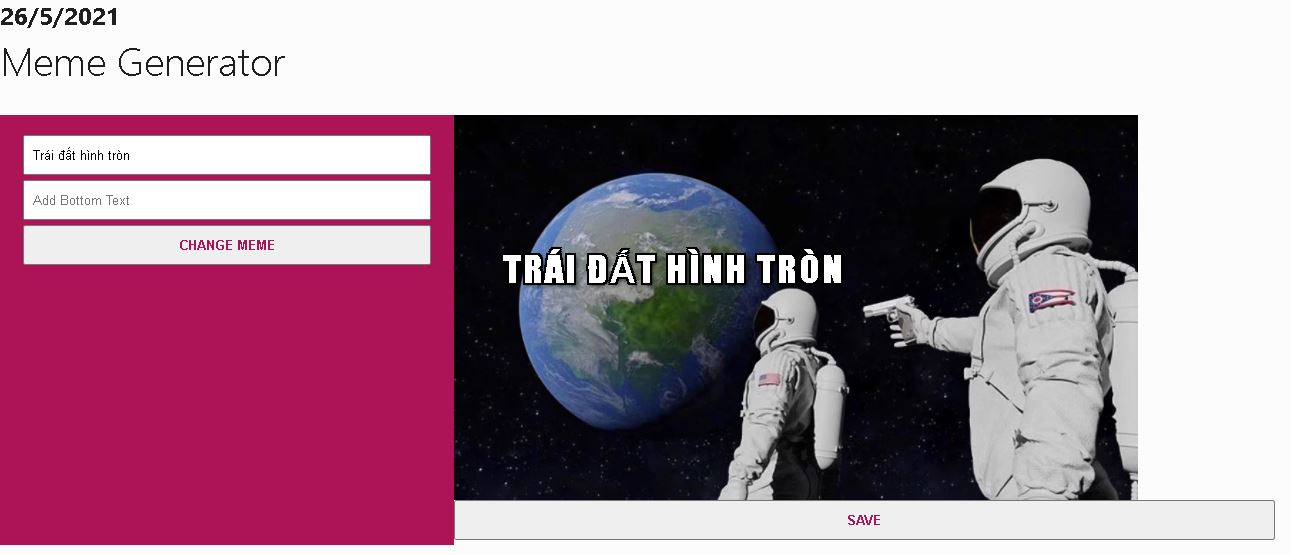 26/5/2021
Meme Generator
Trái đất hình tròn
Add Bottom Text
CHANGE MEME
TRÁI ĐẤT HÌNH TRÒN
SAVE